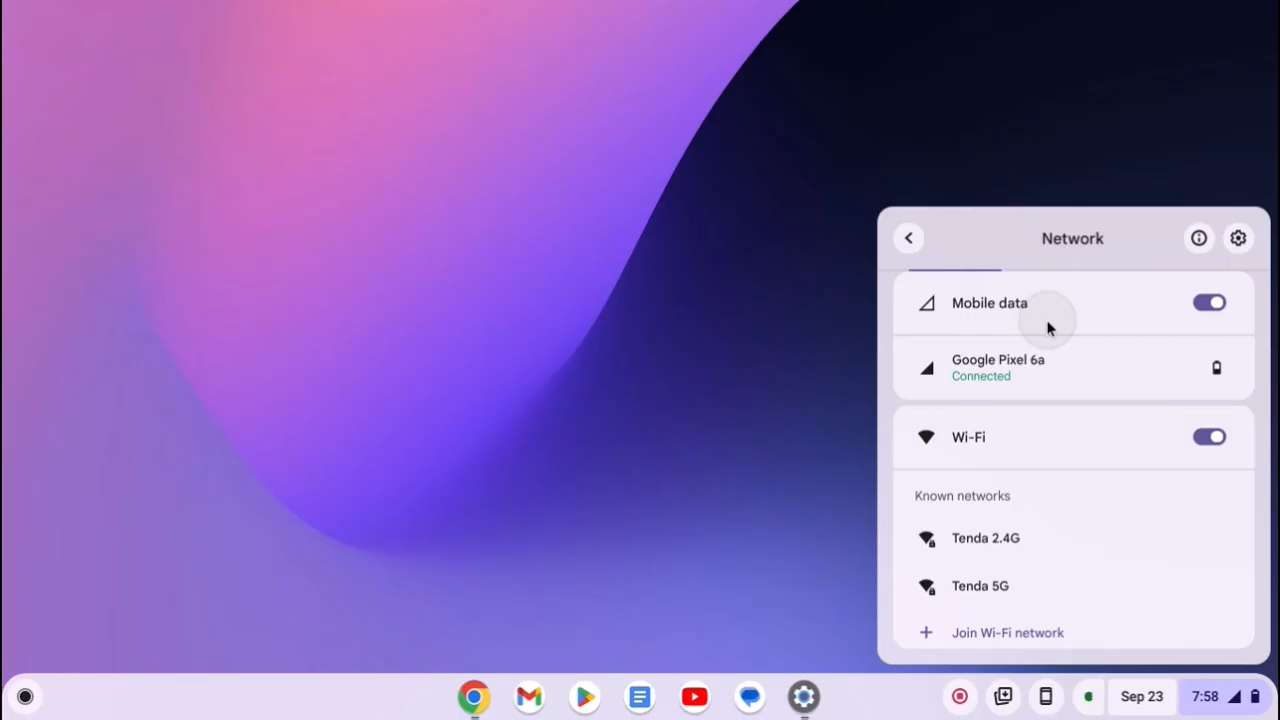 Network
Mobile data
Google Pixel 6a
Connected
Wi-Fi
Known networks
Tenda 2.4G
Tenda 5G
Join Wi-Fi network
Sep 23
7:58